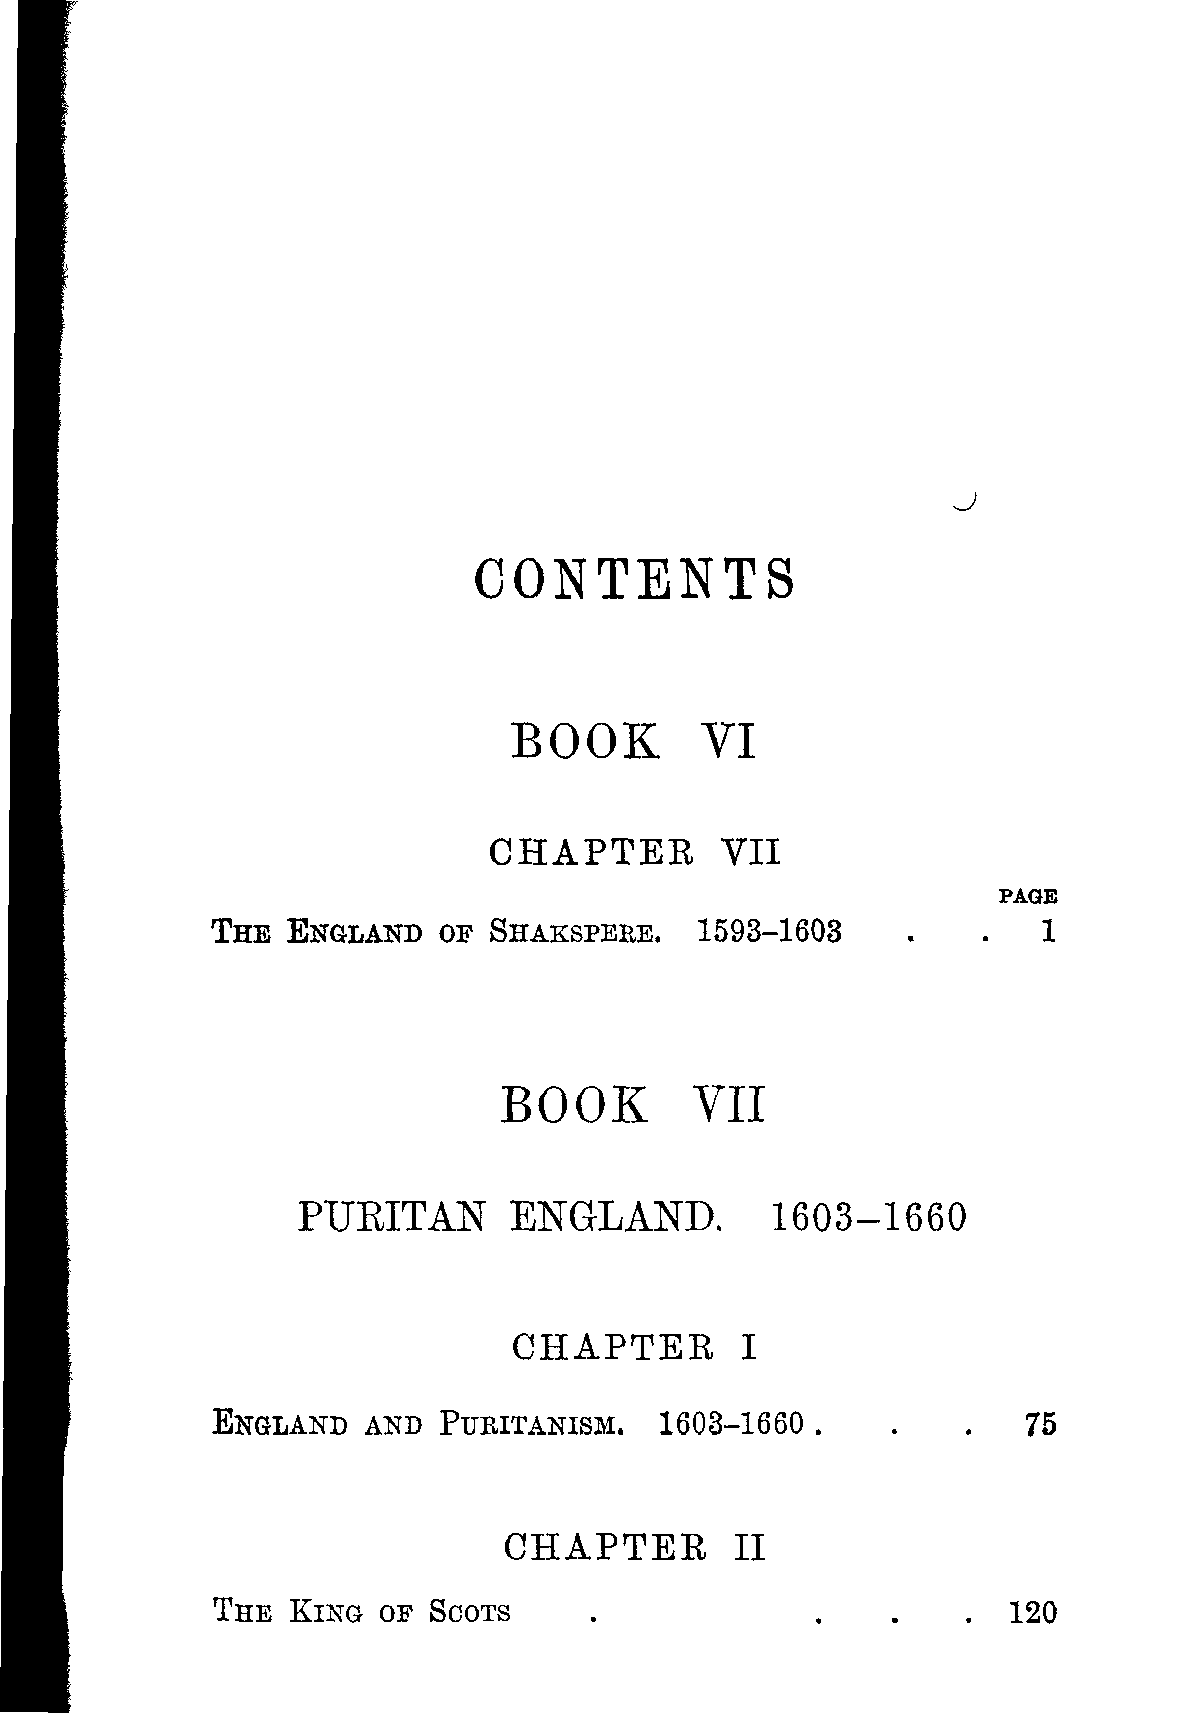 CONTENTS
BOOK VI
CHAPTER VII
PAGE
THE ENGLAND OF SHAKSPERE. 1593–1603 . . 1
BOOK VII
PURITAN ENGLAND. 1603–1660
CHAPTER I
ENGLAND AND PURITANISM. 1603–1660 . . . 75
CHAPTER II
THE KING OF SCOTS . . . . 120